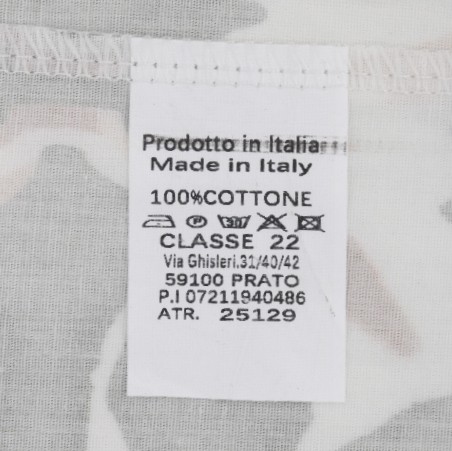 Prodotto in Italia
Made in Italy
100%COTTONE
P 30
CLASSE 22
Via Ghisleri.31/40/42
59100 PRATO
P.I 07211940486
ATR. 25129